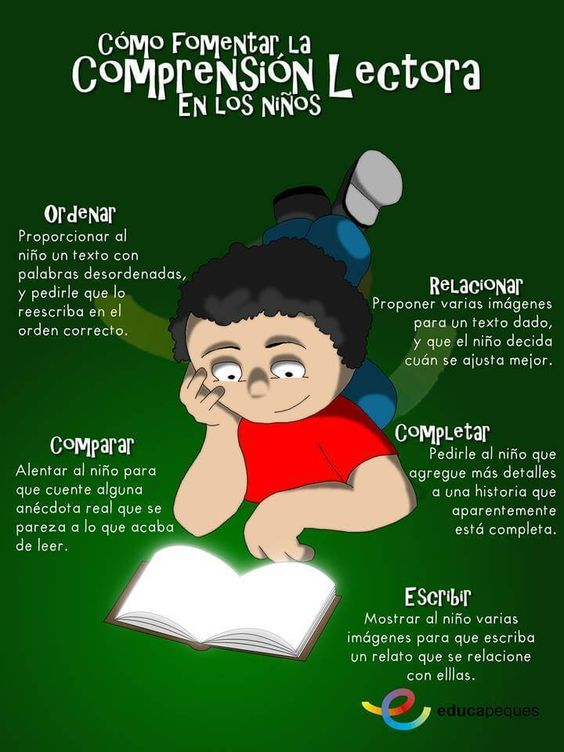 Cómo Fomentar la
Comprensión Lectora
En los niños
Ordenar
Proporcionar al
niño un texto con
palabras desordenadas,
y pedirle que lo
reescriba en el
orden correcto.
Relacionar
Proponer varias imágenes
para un texto dado,
y que el niño decida
cuán se ajusta mejor.
Comparar
Alentar al niño para
que cuente alguna
anécdota real que se
pareza a lo que acaba
de leer.
Completar
Pedirle al niño que
agregue más detalles
a una historia que
aparentemente
está completa.
Escribir
Mostrar al niño varias
imágenes para que escriba
un relato que se relacione
con elllas.
educapeques